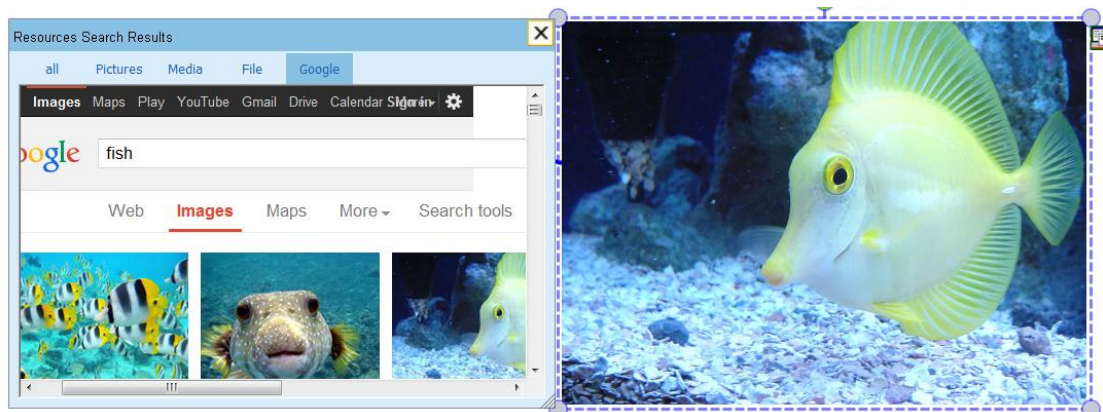 Resources Search Results
all Pictures Media File Google
Images Maps Play YouTube Gmail Drive Calendar
oogle fish
Web Images Maps More Search tools